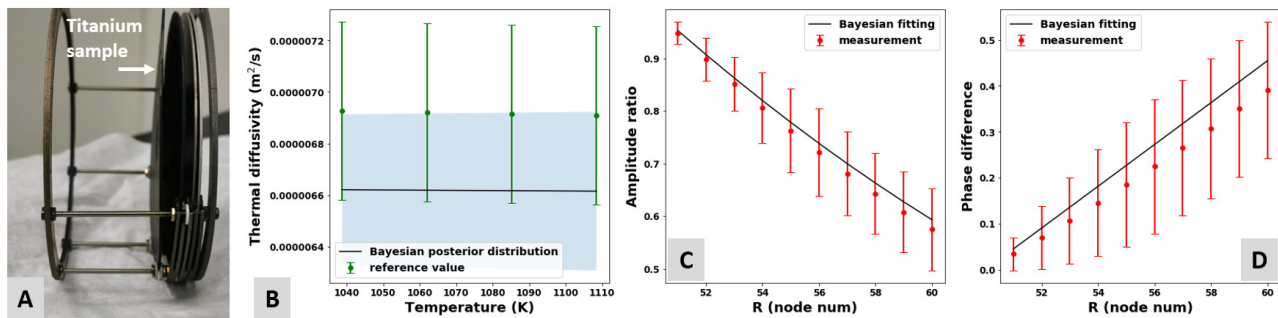 Titanium
sample
A
Thermal diffusivity (m²/s)
0.0000072
0.0000070
0.0000068
0.0000066
0.0000064
Bayesian posterior distribution
reference value
1040 1050 1060 1070 1080 1090 1100 1110
Temperature (K)
B
Amplitude ratio
0.9
0.8
0.7
0.6
0.5
Bayesian fitting
measurement
52 54 56 58 60
R (node num)
C
Phase difference
0.5
0.4
0.3
0.2
0.1
0.0
Bayesian fitting
measurement
52 54 56 58 60
R (node num)
D